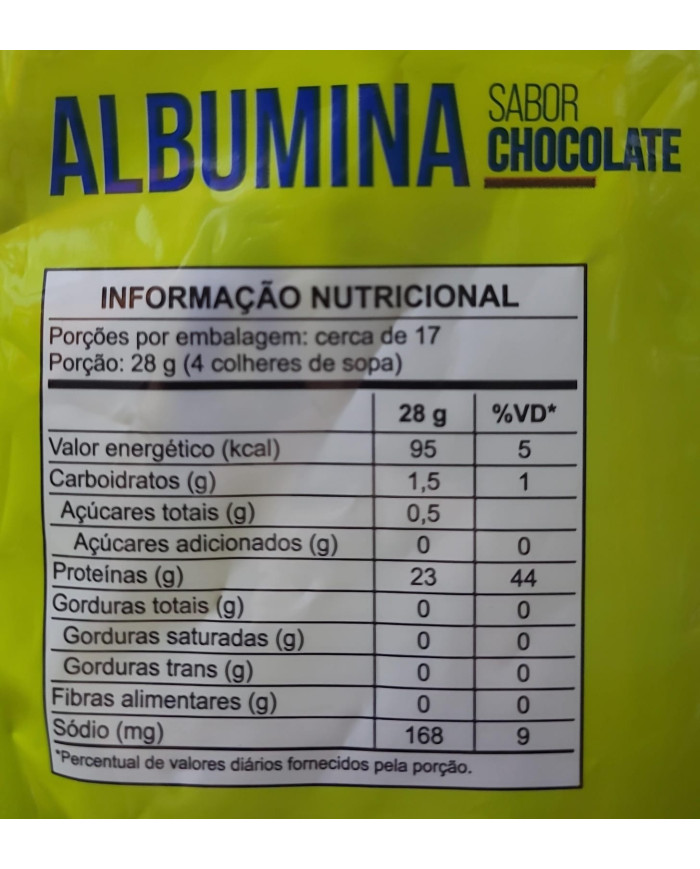 ALBUMINA
SABOR
CHOCOLATE
INFORMAÇÃO NUTRICIONAL
Porções por embalagem: cerca de 17
Porção: 28 g (4 colheres de sopa)
28 g %VD*
Valor energético (kcal) 95 5
Carboidratos (g) 1,5 1
Açúcares totais (g) 0,5
Açúcares adicionados (g) 0 0
Proteínas (g) 23 44
Gorduras totais (g) 0 0
Gorduras saturadas (g) 0 0
Gorduras trans (g) 0 0
Fibras alimentares (g) 0 0
Sódio (mg) 168 9
*Percentual de valores diários fornecidos pela porção.